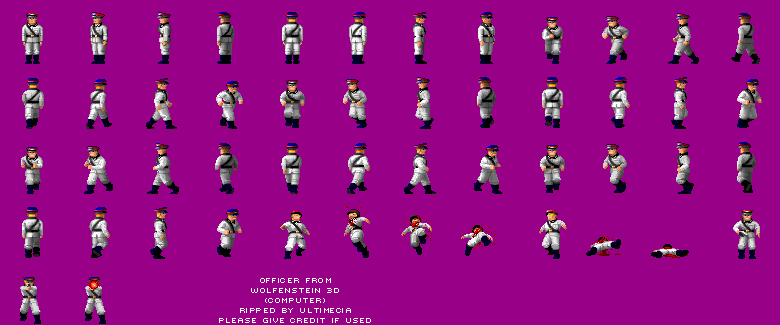 OFFICER FROM
WOLFENSTEIN 3D
(COMPUTER)
RIPPED BY ULTIMECIA
PLEASE GIVE CREDIT IF USED